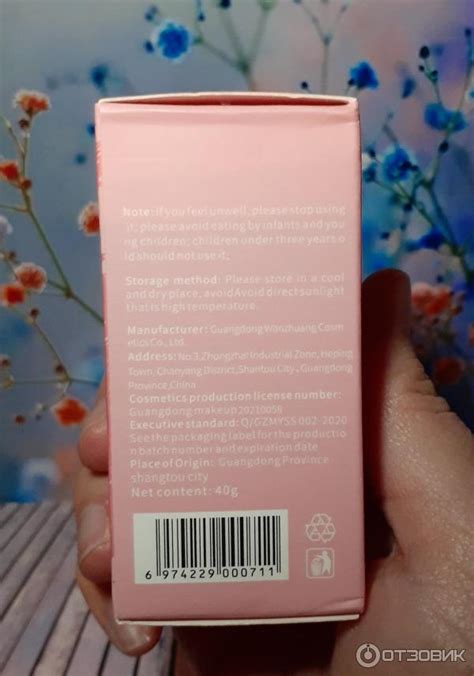 Note: if you feel unwell, please stop using
it; please avoid eating by infants and yo
ung children; children under three years o
ld should not use it;
Storage method: Please store in a cool
and dry place, avoidAvoid direct sunlight
that is high temperature.
Manufacturer: Guangdong Wanzhuang Cosm
etics Co., Ltd.
Address: No.3, Zhongzhai Industrial Zone, Heping
Town, Chanyang District, Shantou City, Guangdong
Province, China
Cosmetics production license number:
Guangdong makeup 20210059
Executive standard: Q/GZMYSS 002-2020
See the packaging label for the productio
n batch number and expiration date
Place of Origin: Guangdong Province
shangtou city
Net content: 40g
6 974229 000711
ОТЗОВИК